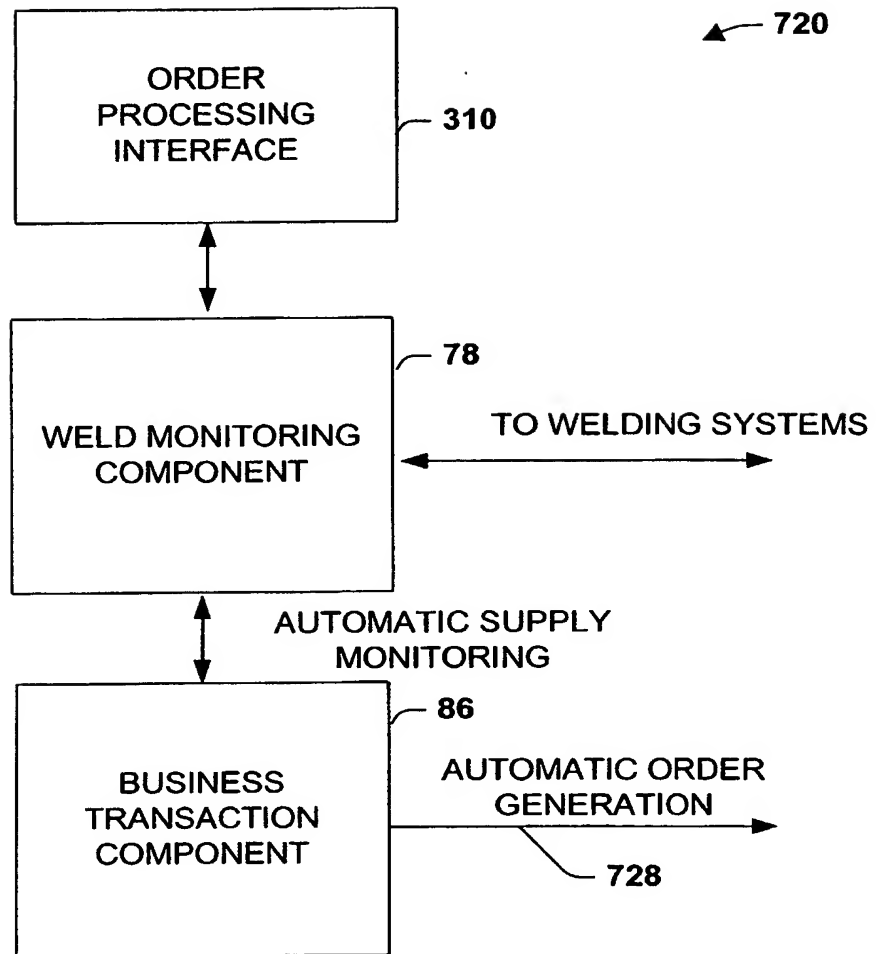 720
ORDER
PROCESSING
INTERFACE
310
78
WELD MONITORING
COMPONENT
TO WELDING SYSTEMS
AUTOMATIC SUPPLY
MONITORING
86
BUSINESS
TRANSACTION
COMPONENT
AUTOMATIC ORDER
GENERATION
728